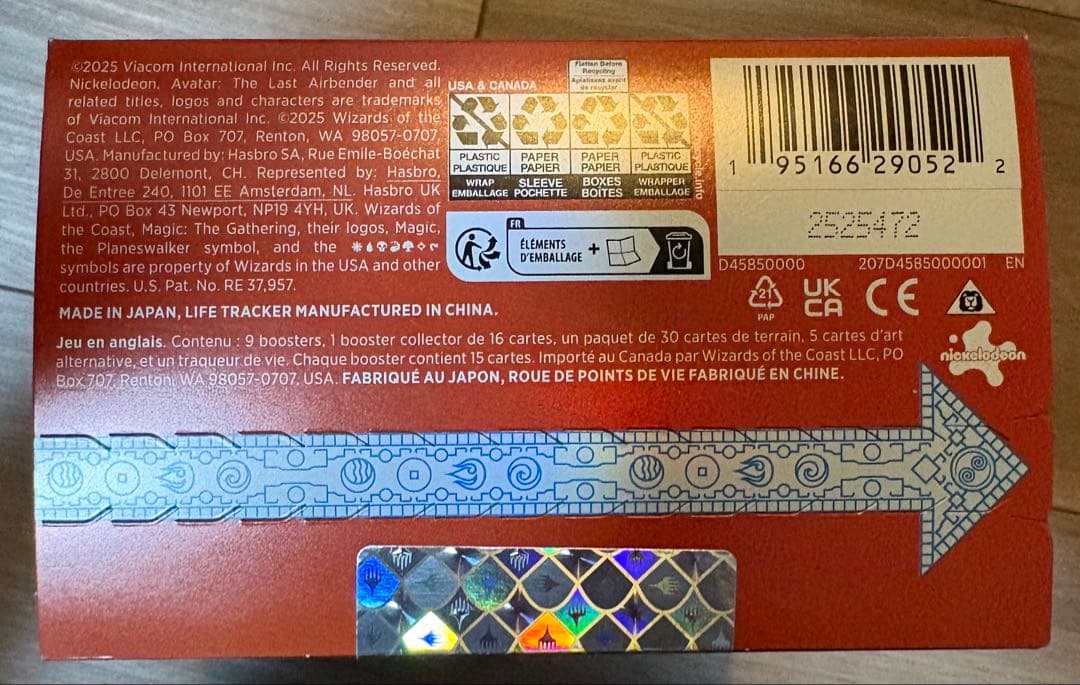 ©2025 Viacom International Inc. All Rights Reserved.
Nickelodeon, Avatar: The Last Airbender and all
related titles, logos and characters are trademarks
of Viacom International Inc. ©2025 Wizards of the
Coast LLC, PO Box 707, Renton, WA 98057-0707,
USA. Manufactured by: Hasbro SA, Rue Emile-Boéchat
31, 2800 Delemont, CH. Represented by: Hasbro,
De Entree 240, 1101 EE Amsterdam, NL. Hasbro UK
Ltd., PO Box 43 Newport, NP19 4YH, UK. Wizards of
the Coast, Magic: The Gathering, their logos, Magic,
the Planeswalker symbol, and the
symbols are property of Wizards in the USA and other
countries. U.S. Pat. No. RE 37,957.
MADE IN JAPAN, LIFE TRACKER MANUFACTURED IN CHINA.
Jeu en anglais. Contenu : 9 boosters, 1 booster collector de 16 cartes, un paquet de 30 cartes de terrain, 5 cartes d'art
alternative, et un traqueur de vie. Chaque booster contient 15 cartes. Importé au Canada par Wizards of the Coast LLC, PO
Box 707, Renton, WA 98057-0707, USA. FABRIQUÉ AU JAPON, ROUE DE POINTS DE VIE FABRIQUÉ EN CHINE.
USA & CANADA
Flatten Before
Recycling
Aplatissez avant
de recycler
PLASTIC PAPER PAPER PLASTIC
PLASTIQUE PAPIER PAPIER PLASTIQUE
WRAP SLEEVE BOXES WRAPPER
EMBALLAGE POCHETTE BOÎTES EMBALLAGE
FR
ÉLÉMENTS
D'EMBALLAGE
+
1 95166 29052 2
2525472
D45850000 207D4585000001 EN
21
PAP
UK
CA
CE
nickelodeon